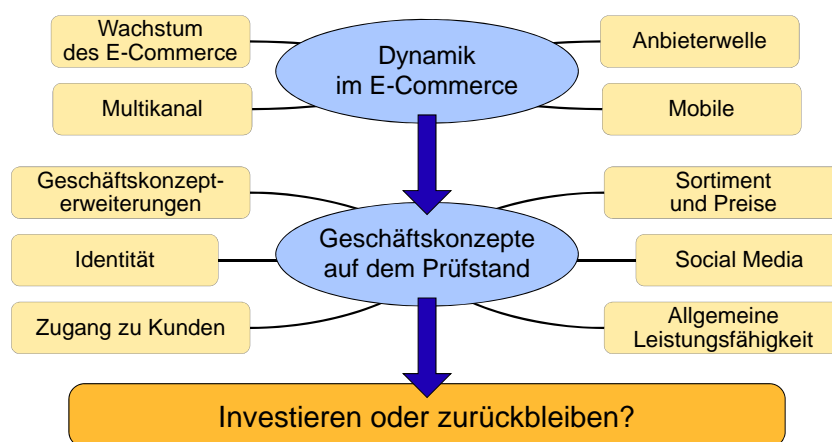 Wachstum
des E-Commerce
Multikanal
Dynamik
im E-Commerce
Anbieterwelle
Mobile
Geschäftskonzept-
erweiterungen
Identität
Zugang zu Kunden
Geschäftskonzepte
auf dem Prüfstand
Sortiment
und Preise
Social Media
Allgemeine
Leistungsfähigkeit
Investieren oder zurückbleiben?